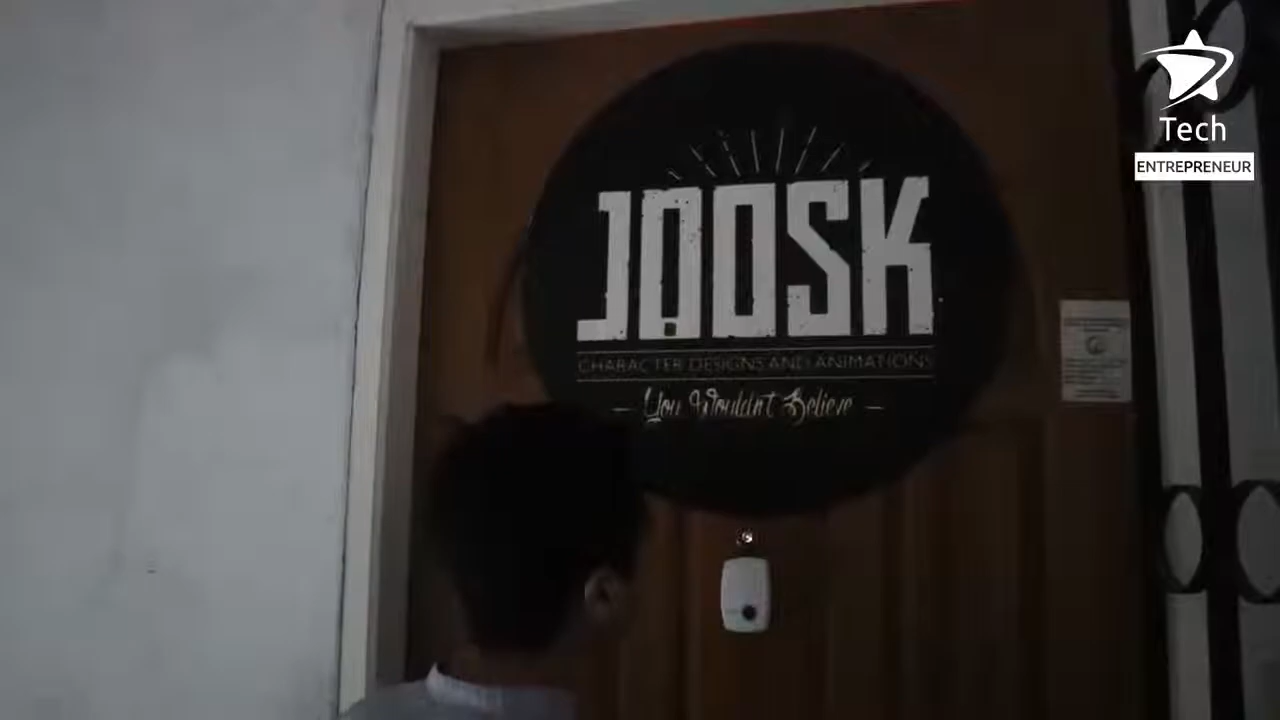 JOOSK
CHARACTER DESIGNS AND ANIMATIONS
— You Wouldn't Believe —
Tech
ENTREPRENEUR